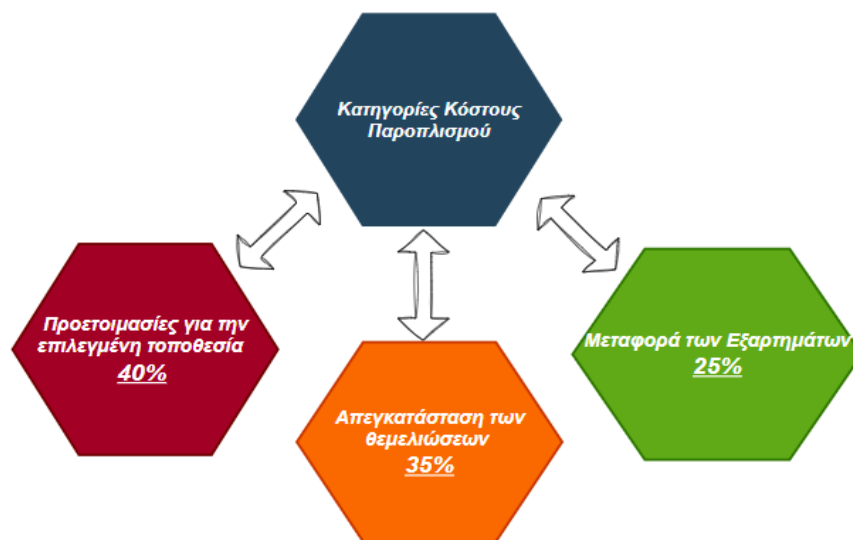 Κατηγορίες Κόστους
Παροπλισμού
Προετοιμασίες για την
επιλεγμένη τοποθεσία
40%
Απεγκατάσταση των
θεμελιώσεων
35%
Μεταφορά των Εξαρτημάτων
25%